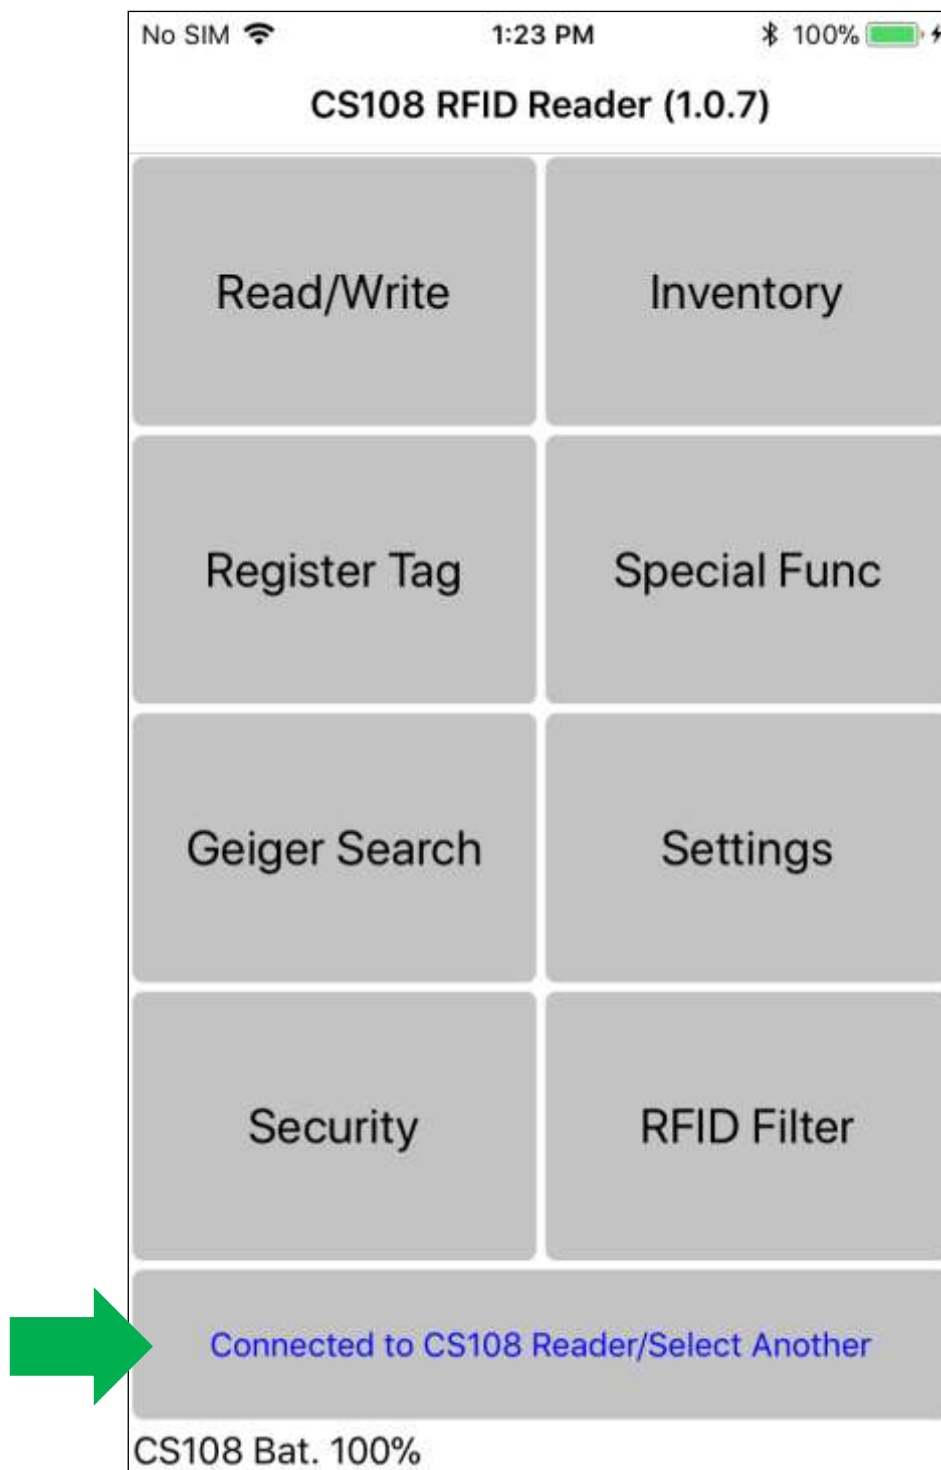 No SIM 1:23 PM 100%
CS108 RFID Reader (1.0.7)
Read/Write Inventory
Register Tag Special Func
Geiger Search Settings
Security RFID Filter
Connected to CS108 Reader/Select Another
CS108 Bat. 100%